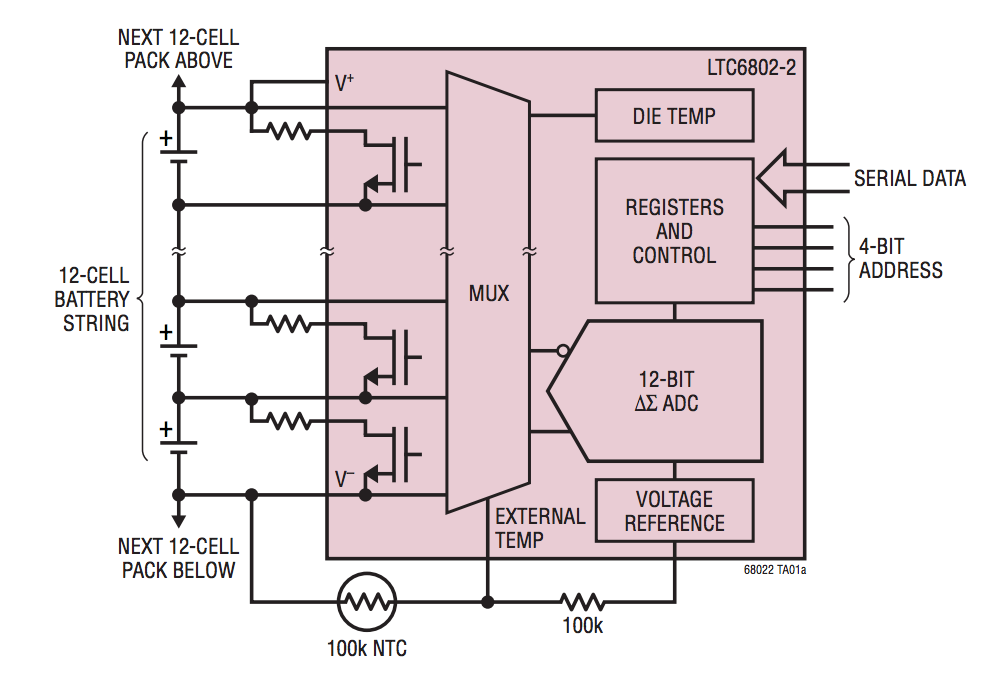 NEXT 12-CELL
PACK ABOVE
LTC6802-2
V+
DIE TEMP
+
SERIAL DATA
REGISTERS
AND
CONTROL
4-BIT
ADDRESS
12-CELL
BATTERY
STRING
MUX
+
12-BIT
ΔΣ ADC
+
V−
VOLTAGE
REFERENCE
EXTERNAL
TEMP
NEXT 12-CELL
PACK BELOW
68022 TA01a
100k NTC
100k